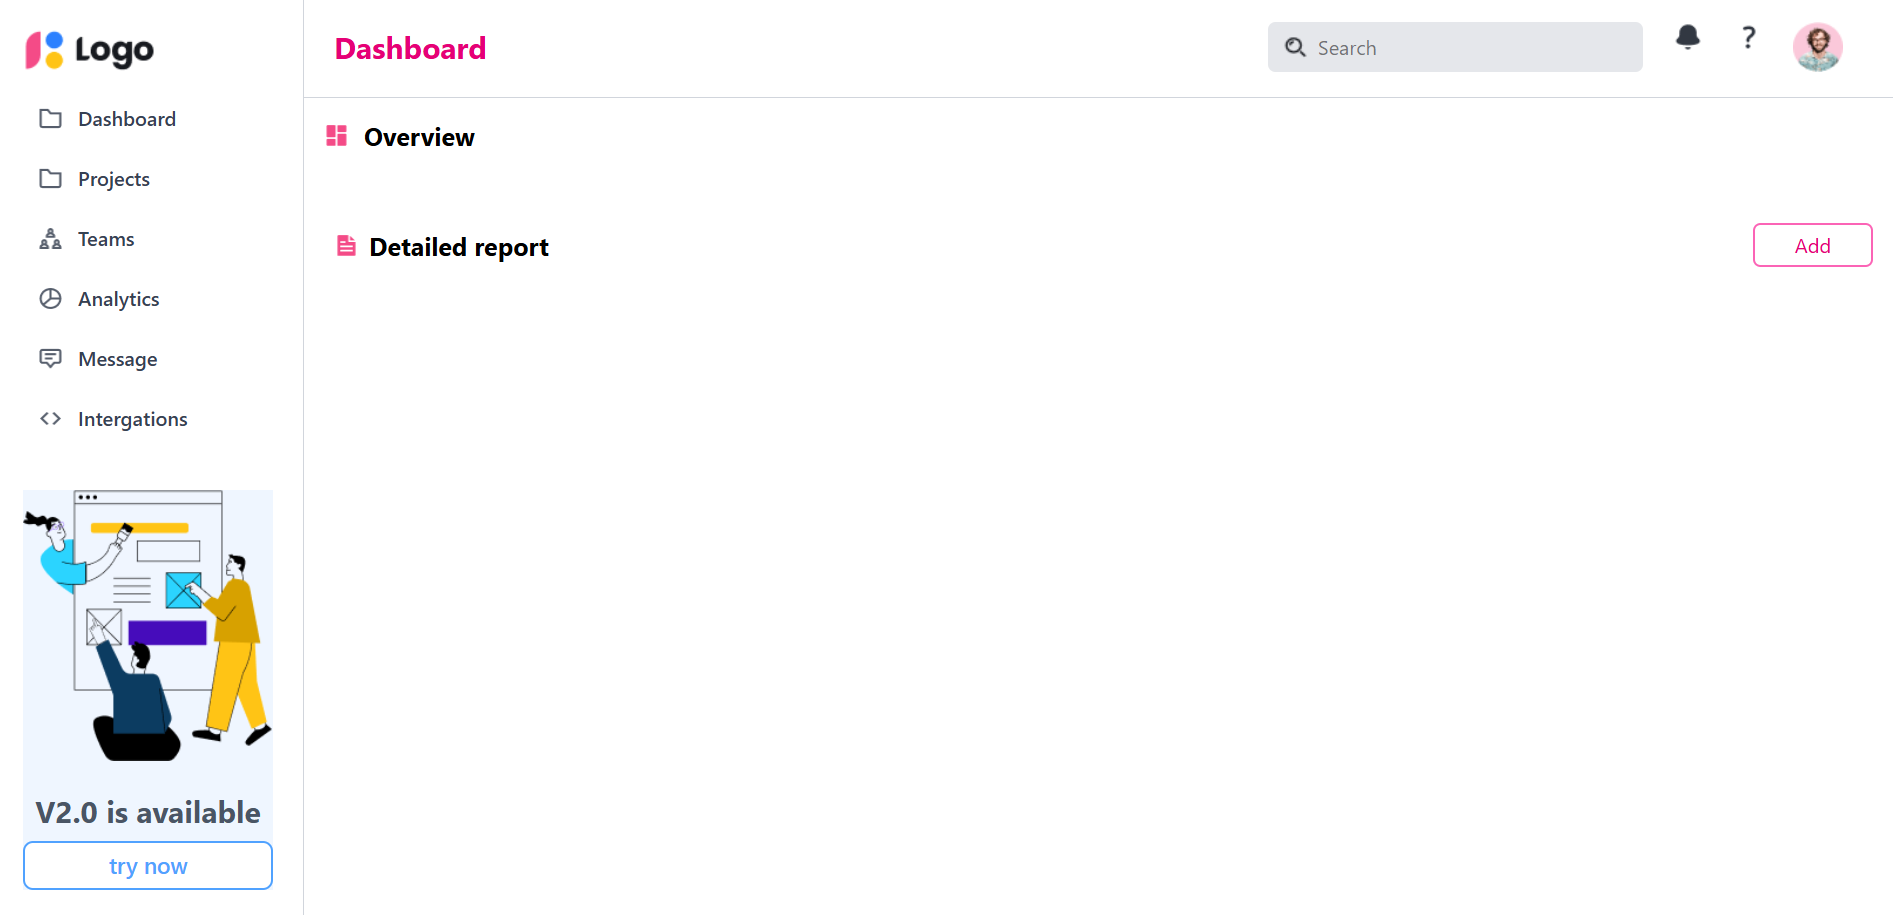 Logo
Dashboard
Projects
Teams
Analytics
Message
Intergations
V2.0 is available
try now
Dashboard
Search
?
Overview
Detailed report
Add